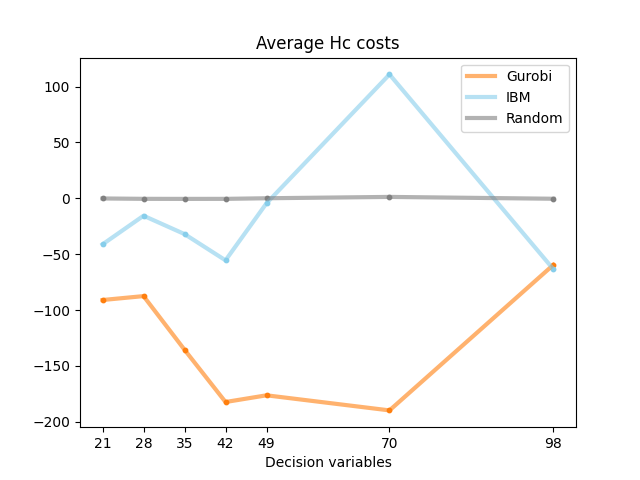 Average Hc costs
Gurobi
IBM
Random
100
50
0
−50
−100
−150
−200
21 28 35 42 49 70 98
Decision variables